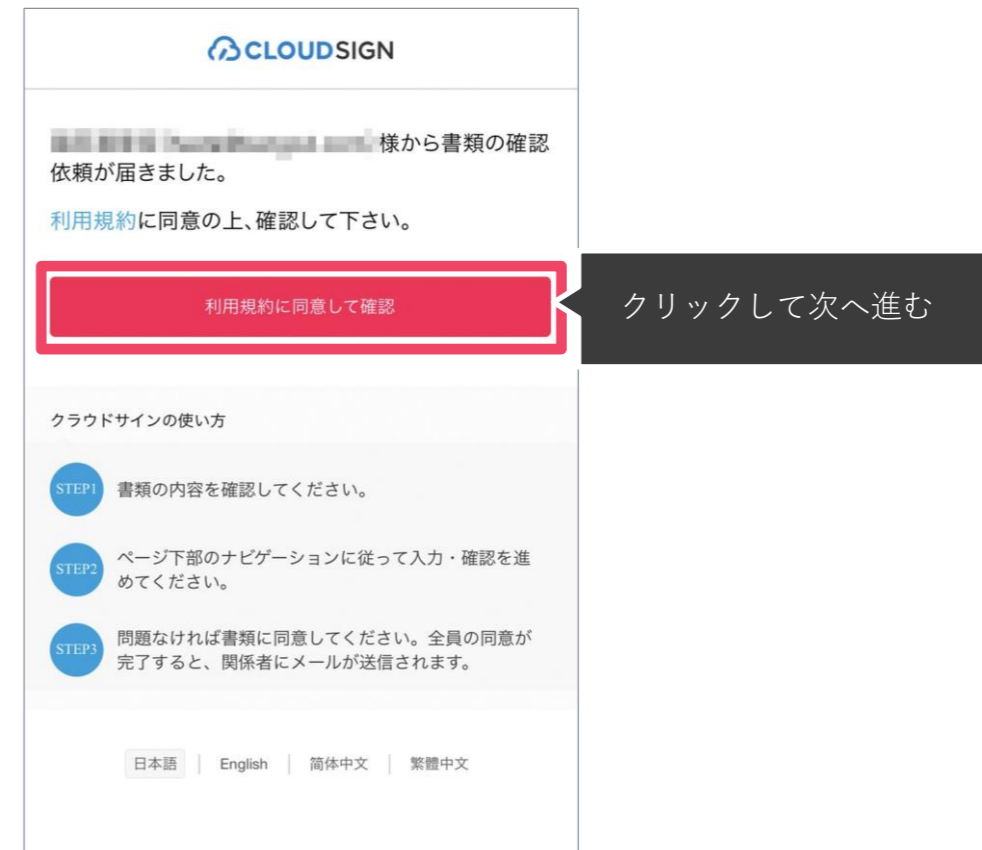 CLOUDSIGN
様から書類の確認
依頼が届きました。
利用規約に同意の上、確認して下さい。
利用規約に同意して確認
クリックして次へ進む
クラウドサインの使い方
STEP1
書類の内容を確認してください。
STEP2
ページ下部のナビゲーションに従って入力・確認を進
めてください。
STEP3
問題なければ書類に同意してください。全員の同意が
完了すると、関係者にメールが送信されます。
日本語 | English | 简体中文 | 繁體中文